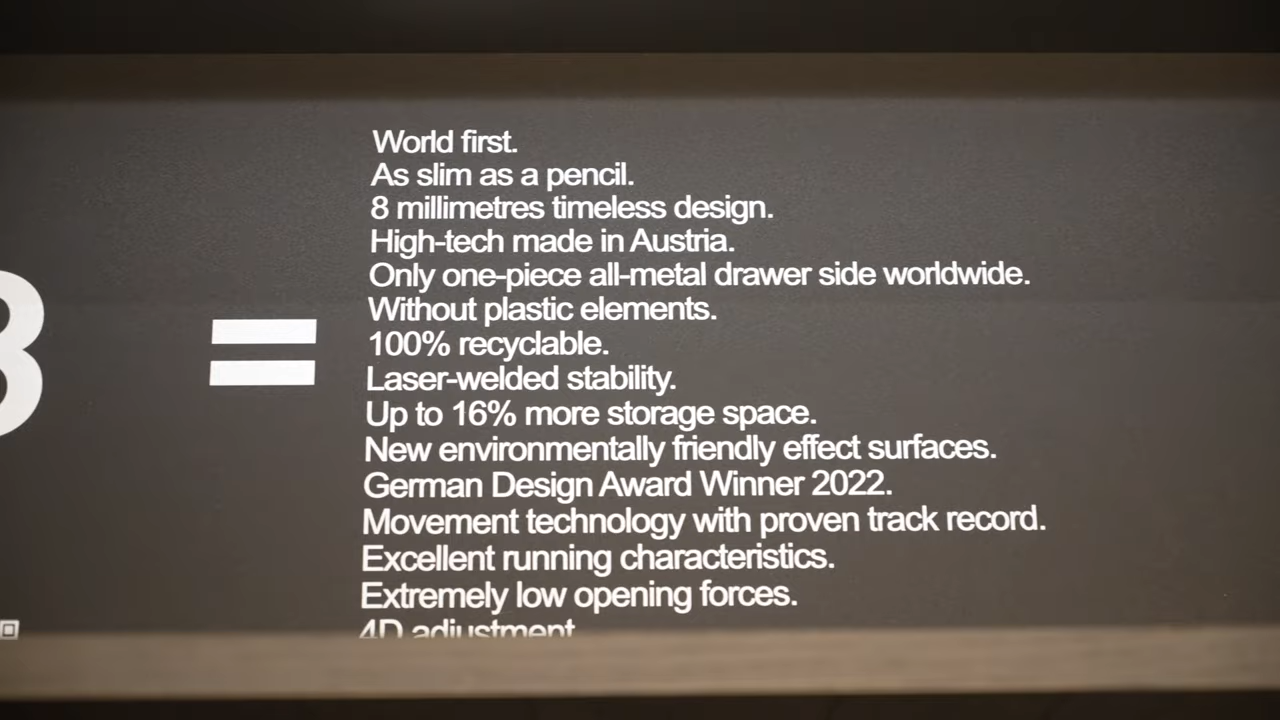 World first.
As slim as a pencil.
8 millimetres timeless design.
High-tech made in Austria.
Only one-piece all-metal drawer side worldwide.
Without plastic elements.
100% recyclable.
=
Laser-welded stability.
Up to 16% more storage space.
New environmentally friendly effect surfaces.
German Design Award Winner 2022.
Movement technology with proven track record.
Excellent running characteristics.
Extremely low opening forces.
4D adjustment